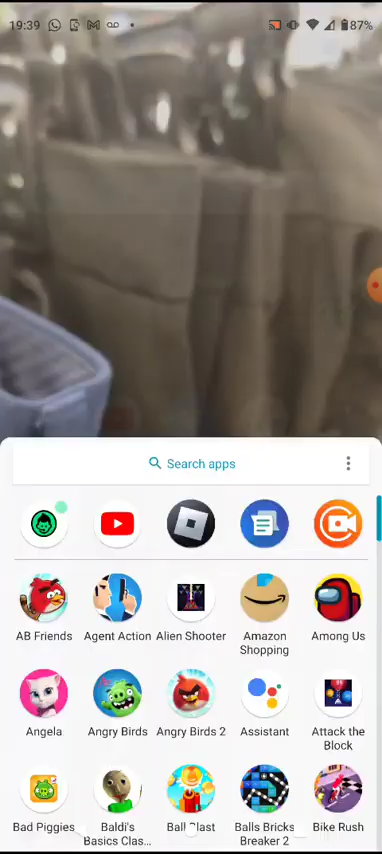 19:39
87%
Search apps
AB Friends
Agent Action
Alien Shooter
Amazon
Shopping
Among Us
Angela
Angry Birds
Angry Birds 2
Assistant
Attack the
Block
Bad Piggies
Baldi's
Basics Clas...
Ball Blast
Balls Bricks
Breaker 2
Bike Rush